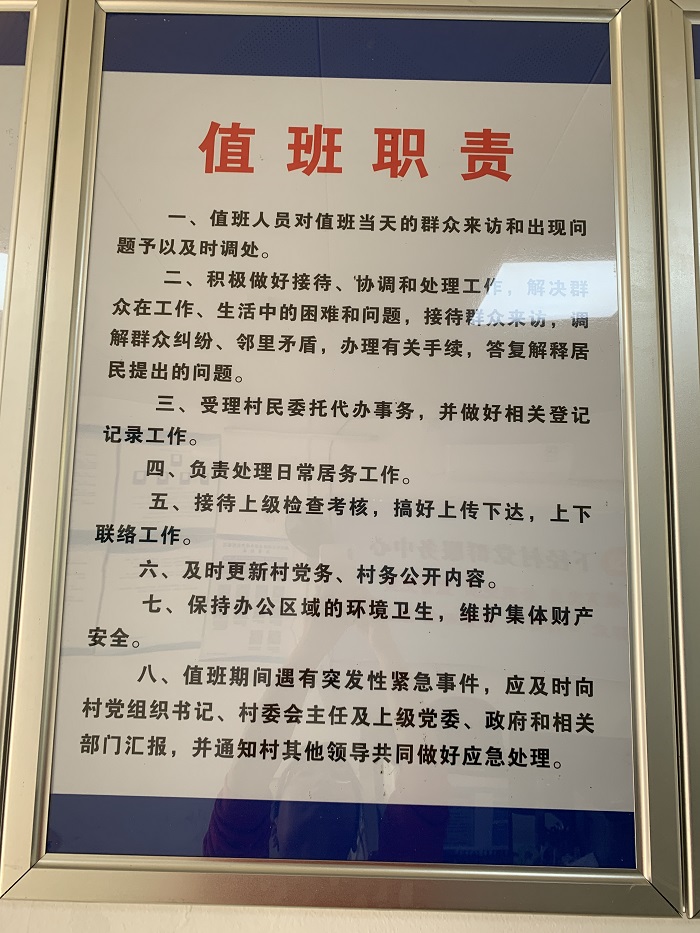 值班职责
一、值班人员对值班当天的群众来访和出现问
题予以及时调处。
二、积极做好接待、协调和处理工作，解决群
众在工作、生活中的困难和问题，接待群众来访，调
解群众纠纷、邻里矛盾，办理有关手续，答复解释居
民提出的问题。
三、受理村民委托代办事务，并做好相关登记
记录工作。
四、负责处理日常居务工作。
五、接待上级检查考核，搞好上传下达，上下
联络工作。
六、及时更新村党务、村务公开内容。
七、保持办公区域的环境卫生，维护集体财产
安全。
八、值班期间遇有突发性紧急事件，应及时向
村党组织书记、村委会主任及上级党委、政府和相关
部门汇报，并通知村其他领导共同做好应急处理。